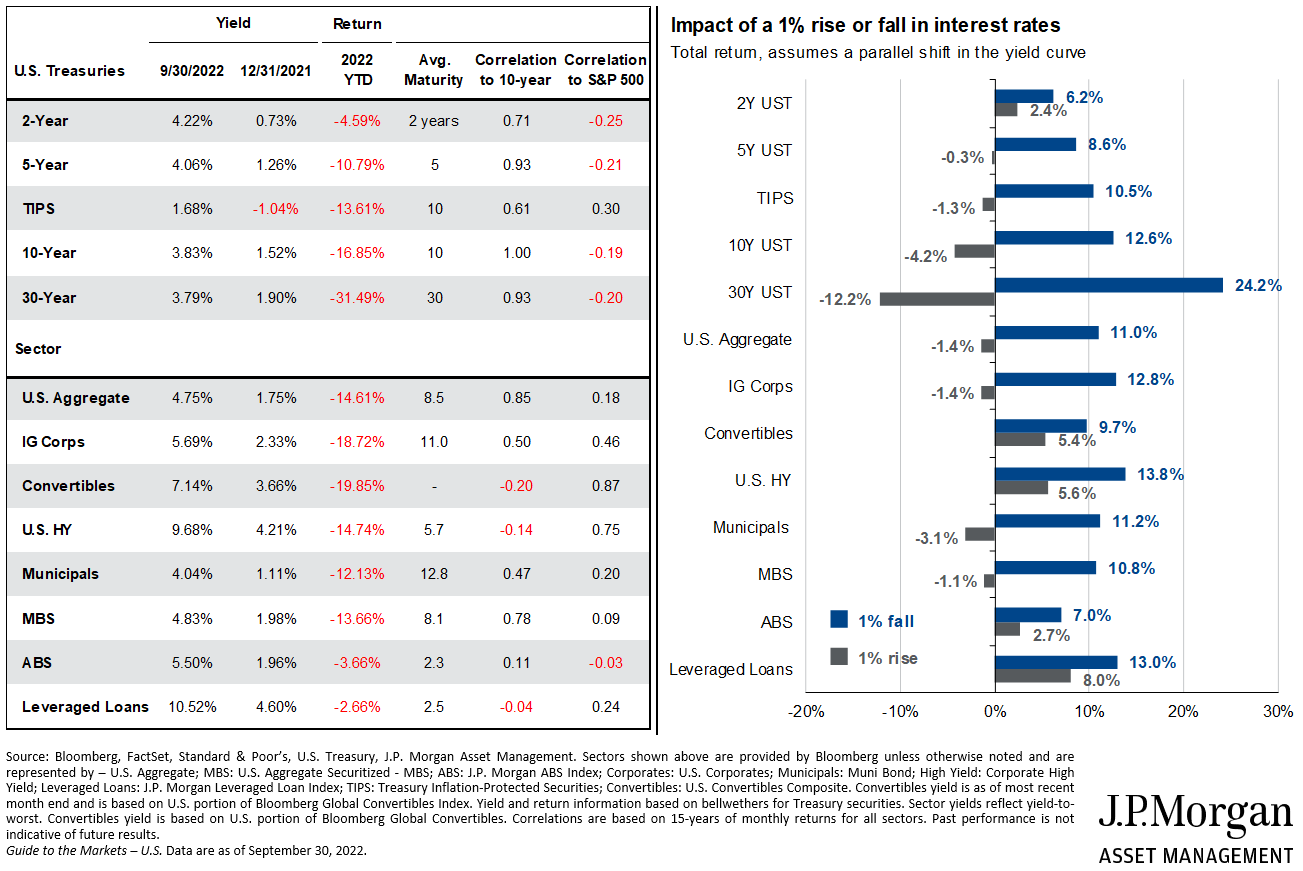 Yield Return
U.S. Treasuries 9/30/2022 12/31/2021 2022 YTD Avg. Maturity Correlation to 10-year Correlation to S&P 500
2-Year 4.22% 0.73% -4.59% 2 years 0.71 -0.25
5-Year 4.06% 1.26% -10.79% 5 0.93 -0.21
TIPS 1.68% -1.04% -13.61% 10 0.61 0.30
10-Year 3.83% 1.52% -16.85% 10 1.00 -0.19
30-Year 3.79% 1.90% -31.49% 30 0.93 -0.20
Sector
U.S. Aggregate 4.75% 1.75% -14.61% 8.5 0.85 0.18
IG Corps 5.69% 2.33% -18.72% 11.0 0.50 0.46
Convertibles 7.14% 3.66% -19.85% - -0.20 0.87
U.S. HY 9.68% 4.21% -14.74% 5.7 -0.14 0.75
Municipals 4.04% 1.11% -12.13% 12.8 0.47 0.20
MBS 4.83% 1.98% -13.66% 8.1 0.78 0.09
ABS 5.50% 1.96% -3.66% 2.3 0.11 -0.03
Leveraged Loans 10.52% 4.60% -2.66% 2.5 -0.04 0.24
Impact of a 1% rise or fall in interest rates
Total return, assumes a parallel shift in the yield curve
2Y UST 6.2% 2.4%
5Y UST 8.6% -0.3%
TIPS 10.5% -1.3%
10Y UST 12.6% -4.2%
30Y UST 24.2% -12.2%
U.S. Aggregate 11.0% -1.4%
IG Corps 12.8% -1.4%
Convertibles 9.7% 5.4%
U.S. HY 13.8% 5.6%
Municipals 11.2% -3.1%
MBS 10.8% -1.1%
ABS 7.0% 2.7%
Leveraged Loans 13.0% 8.0%
1% fall
1% rise
-20% -10% 0% 10% 20% 30%
Source: Bloomberg, FactSet, Standard & Poor's, U.S. Treasury, J.P. Morgan Asset Management. Sectors shown above are provided by Bloomberg unless otherwise noted and are
represented by – U.S. Aggregate; MBS: U.S. Aggregate Securitized - MBS; ABS: J.P. Morgan ABS Index; Corporates: U.S. Corporates; Municipals: Muni Bond; High Yield: Corporate High
Yield; Leveraged Loans: J.P. Morgan Leveraged Loan Index; TIPS: Treasury Inflation-Protected Securities; Convertibles: U.S. Convertibles Composite. Convertibles yield is as of most recent
month end and is based on U.S. portion of Bloomberg Global Convertibles Index. Yield and return information based on bellwethers for Treasury securities. Sector yields reflect yield-to-
worst. Convertibles yield is based on U.S. portion of Bloomberg Global Convertibles. Correlations are based on 15-years of monthly returns for all sectors. Past performance is not
indicative of future results.
Guide to the Markets – U.S. Data are as of September 30, 2022.
J.P.Morgan
ASSET MANAGEMENT